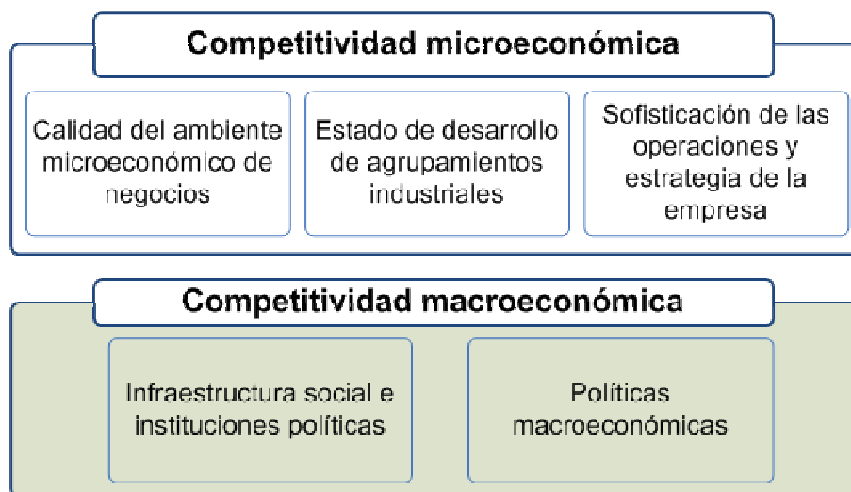 Competitividad microeconómica
Calidad del ambiente
microeconómico de
negocios
Estado de desarrollo
de agrupamientos
industriales
Sofisticación de las
operaciones y
estrategia de la
empresa
Competitividad macroeconómica
Infraestructura social e
instituciones políticas
Políticas
macroeconómicas